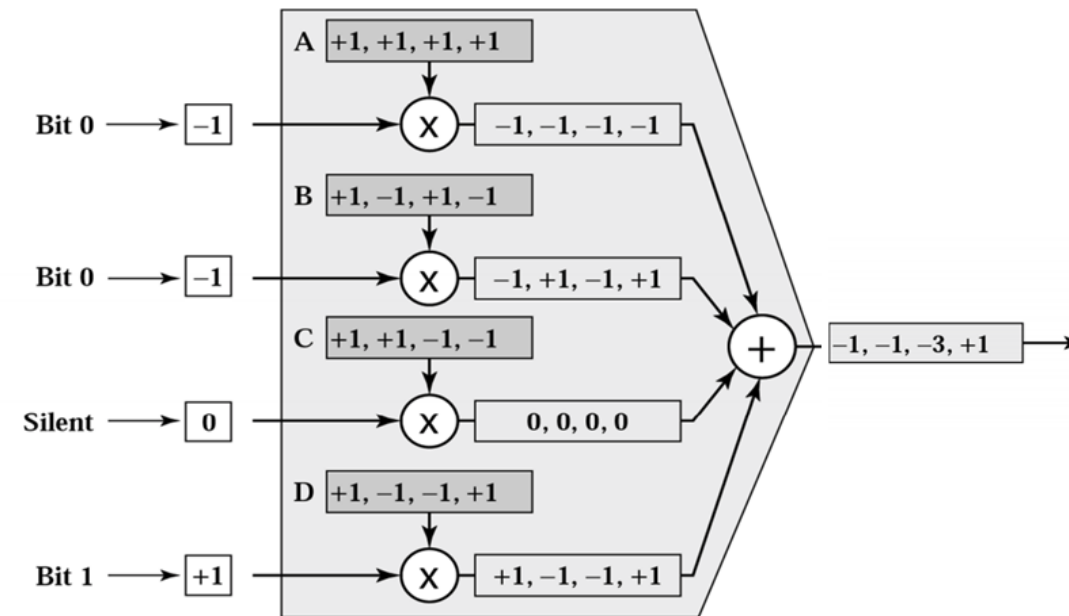 A +1, +1, +1, +1
Bit 0 −1 X −1, −1, −1, −1
B +1, −1, +1, −1
Bit 0 −1 X −1, +1, −1, +1
C +1, +1, −1, −1
+ −1, −1, −3, +1
Silent 0 X 0, 0, 0, 0
D +1, −1, −1, +1
Bit 1 +1 X +1, −1, −1, +1